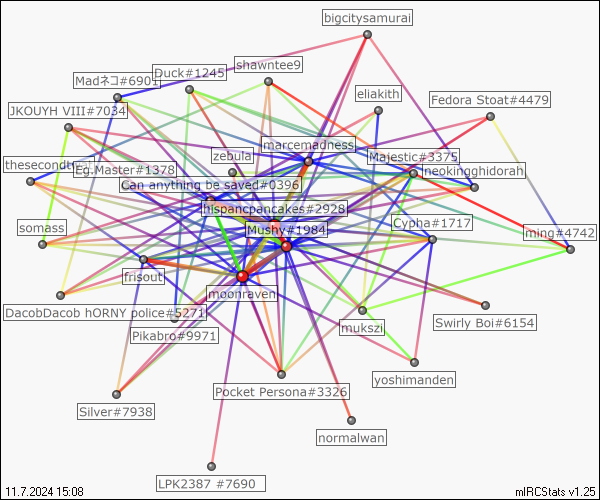 bigcitysamurai
shawntee9
Duck#1245
Madネコ#6901
eliakith
Fedora Stoat#4479
JKOUYH VIII#7034
marcemadness
zebula
Majestic#3375
Eg.Master#1378
neokingghidorah
Can anything be saved#0396
hispancpancakes#2928
Cypha#1717
somass
Mushy#1984
ming#4742
frisout
moonraven
DacobDacob hORNY police#5271
Swirly Boi#6154
mukszi
Pikabro#9971
yoshimanden
Pocket Persona#3326
Silver#7938
normalwan
LPK2387 #7690
11.7.2024 15:08
mIRCStats v1.25